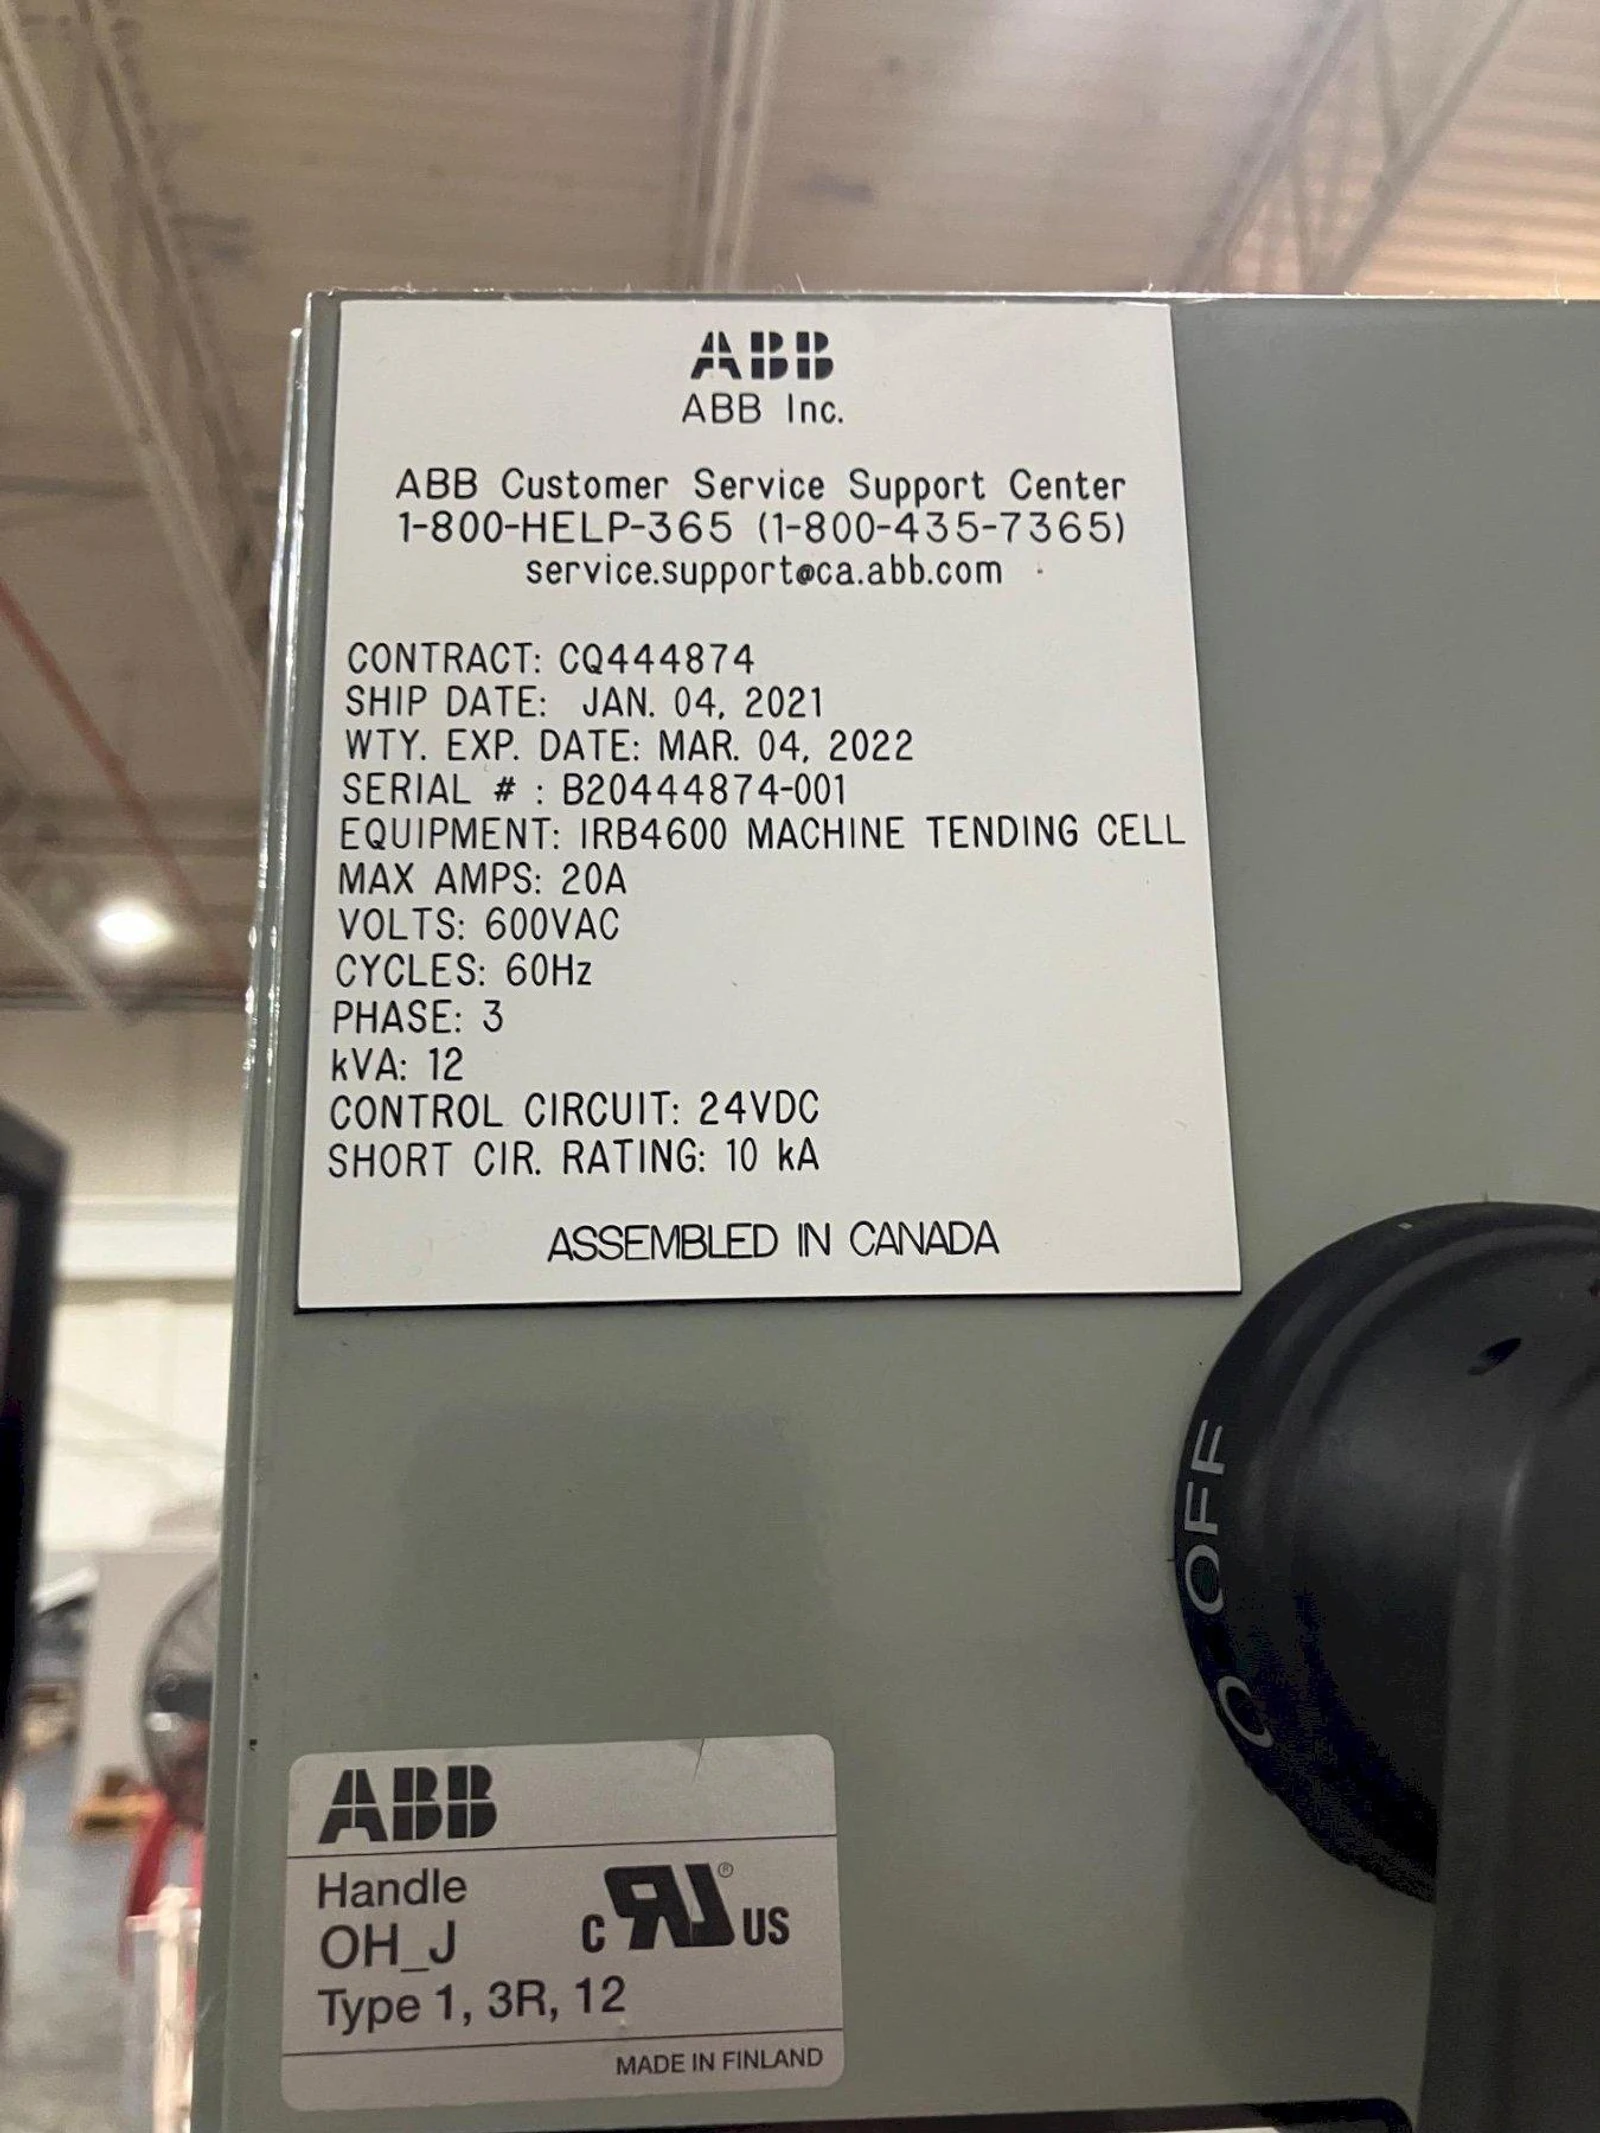 ABB
ABB Inc.
ABB Customer Service Support Center
1-800-HELP-365 (1-800-435-7365)
service.support@ca.abb.com
CONTRACT: CQ444874
SHIP DATE: JAN. 04, 2021
WTY. EXP. DATE: MAR. 04, 2022
SERIAL # : B20444874-001
EQUIPMENT: IRB4600 MACHINE TENDING CELL
MAX AMPS: 20A
VOLTS: 600VAC
CYCLES: 60Hz
PHASE: 3
kVA: 12
CONTROL CIRCUIT: 24VDC
SHORT CIR. RATING: 10 kA
ASSEMBLED IN CANADA
O OFF
ABB
Handle
OH_J
Type 1, 3R, 12
C RU® US
MADE IN FINLAND